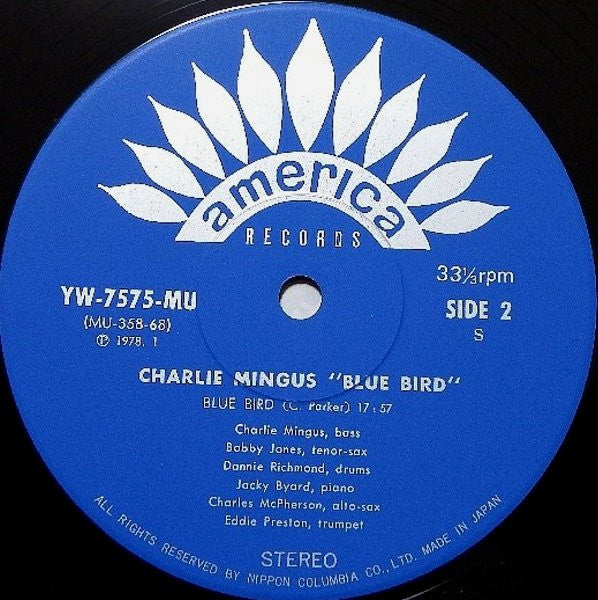 america
RECORDS
33⅓rpm
YW-7575-MU
SIDE 2
(MU-358-68)
S
℗ 1978. 1
CHARLIE MINGUS "BLUE BIRD"
BLUE BIRD (C. Parker) 17:57
Charlie Mingus, bass
Bobby Jones, tenor-sax
Dannie Richmond, drums
Jacky Byard, piano
Charles McPherson, alto-sax
Eddie Preston, trumpet
STEREO
ALL RIGHTS RESERVED BY NIPPON COLUMBIA CO., LTD. MADE IN JAPAN